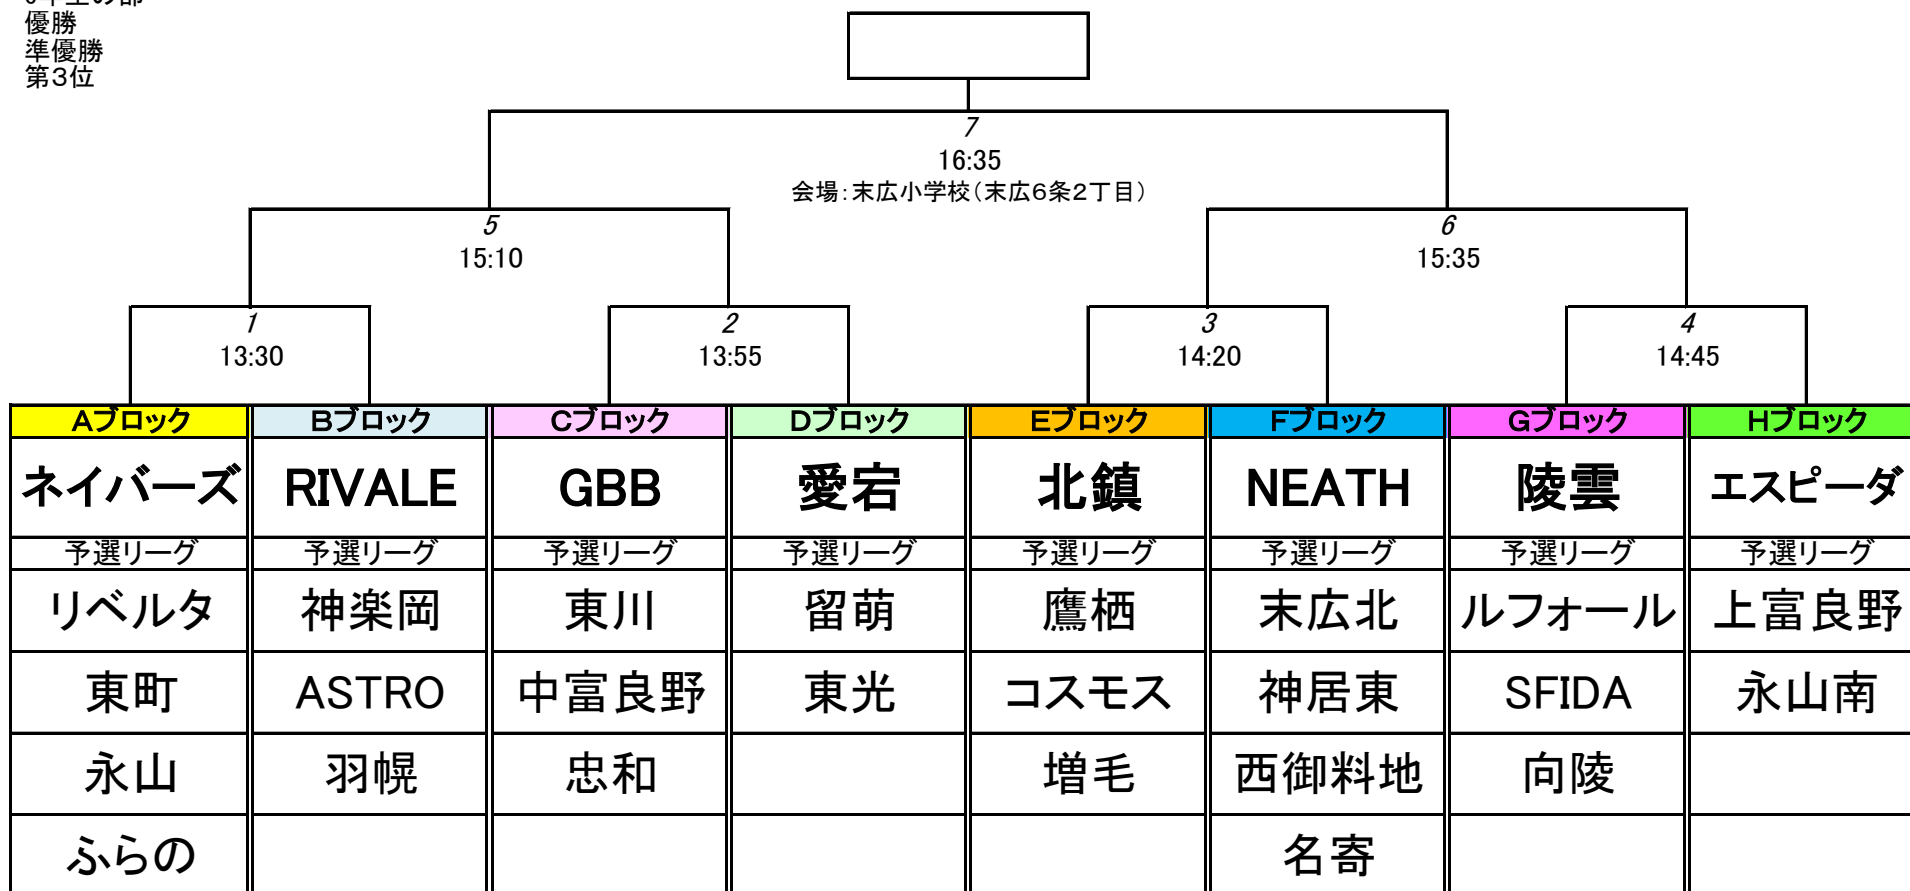 優勝
準優勝
第3位
7
16:35
会場：末広小学校（末広6条2丁目）
5
15:10
6
15:35
1
13:30
2
13:55
3
14:20
4
14:45
Aブロック Bブロック Cブロック Dブロック Eブロック Fブロック Gブロック Hブロック
ネイバーズ RIVALE GBB 愛宕 北鎮 NEATH 陵雲 エスピーダ
予選リーグ 予選リーグ 予選リーグ 予選リーグ 予選リーグ 予選リーグ 予選リーグ 予選リーグ
リベルタ 神楽岡 東川 留萌 鷹栖 末広北 ルフォール 上富良野
東町 ASTRO 中富良野 東光 コスモス 神居東 SFIDA 永山南
永山 羽幌 忠和 増毛 西御料地 向陵
ふらの 名寄